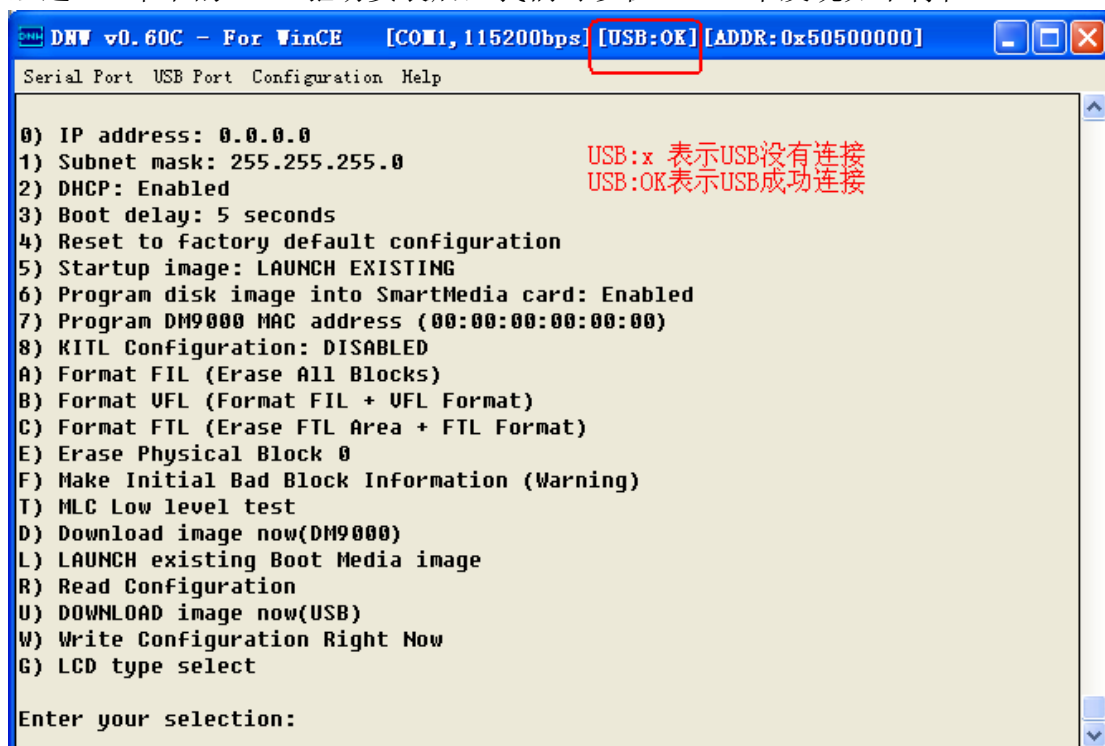 DNW v0.60C - For WinCE [COM1,115200bps][USB:OK][ADDR:0x50500000]
Serial Port USB Port Configuration Help
0) IP address: 0.0.0.0
1) Subnet mask: 255.255.255.0
USB:x 表示USB没有连接
2) DHCP: Enabled
USB:OK表示USB成功连接
3) Boot delay: 5 seconds
4) Reset to factory default configuration
5) Startup image: LAUNCH EXISTING
6) Program disk image into SmartMedia card: Enabled
7) Program DM9000 MAC address (00:00:00:00:00:00)
8) KITL Configuration: DISABLED
A) Format FIL (Erase All Blocks)
B) Format VFL (Format FIL + VFL Format)
C) Format FTL (Erase FTL Area + FTL Format)
E) Erase Physical Block 0
F) Make Initial Bad Block Information (Warning)
T) MLC Low level test
D) Download image now(DM9000)
L) LAUNCH existing Boot Media image
R) Read Configuration
U) DOWNLOAD image now(USB)
W) Write Configuration Right Now
G) LCD type select
Enter your selection: